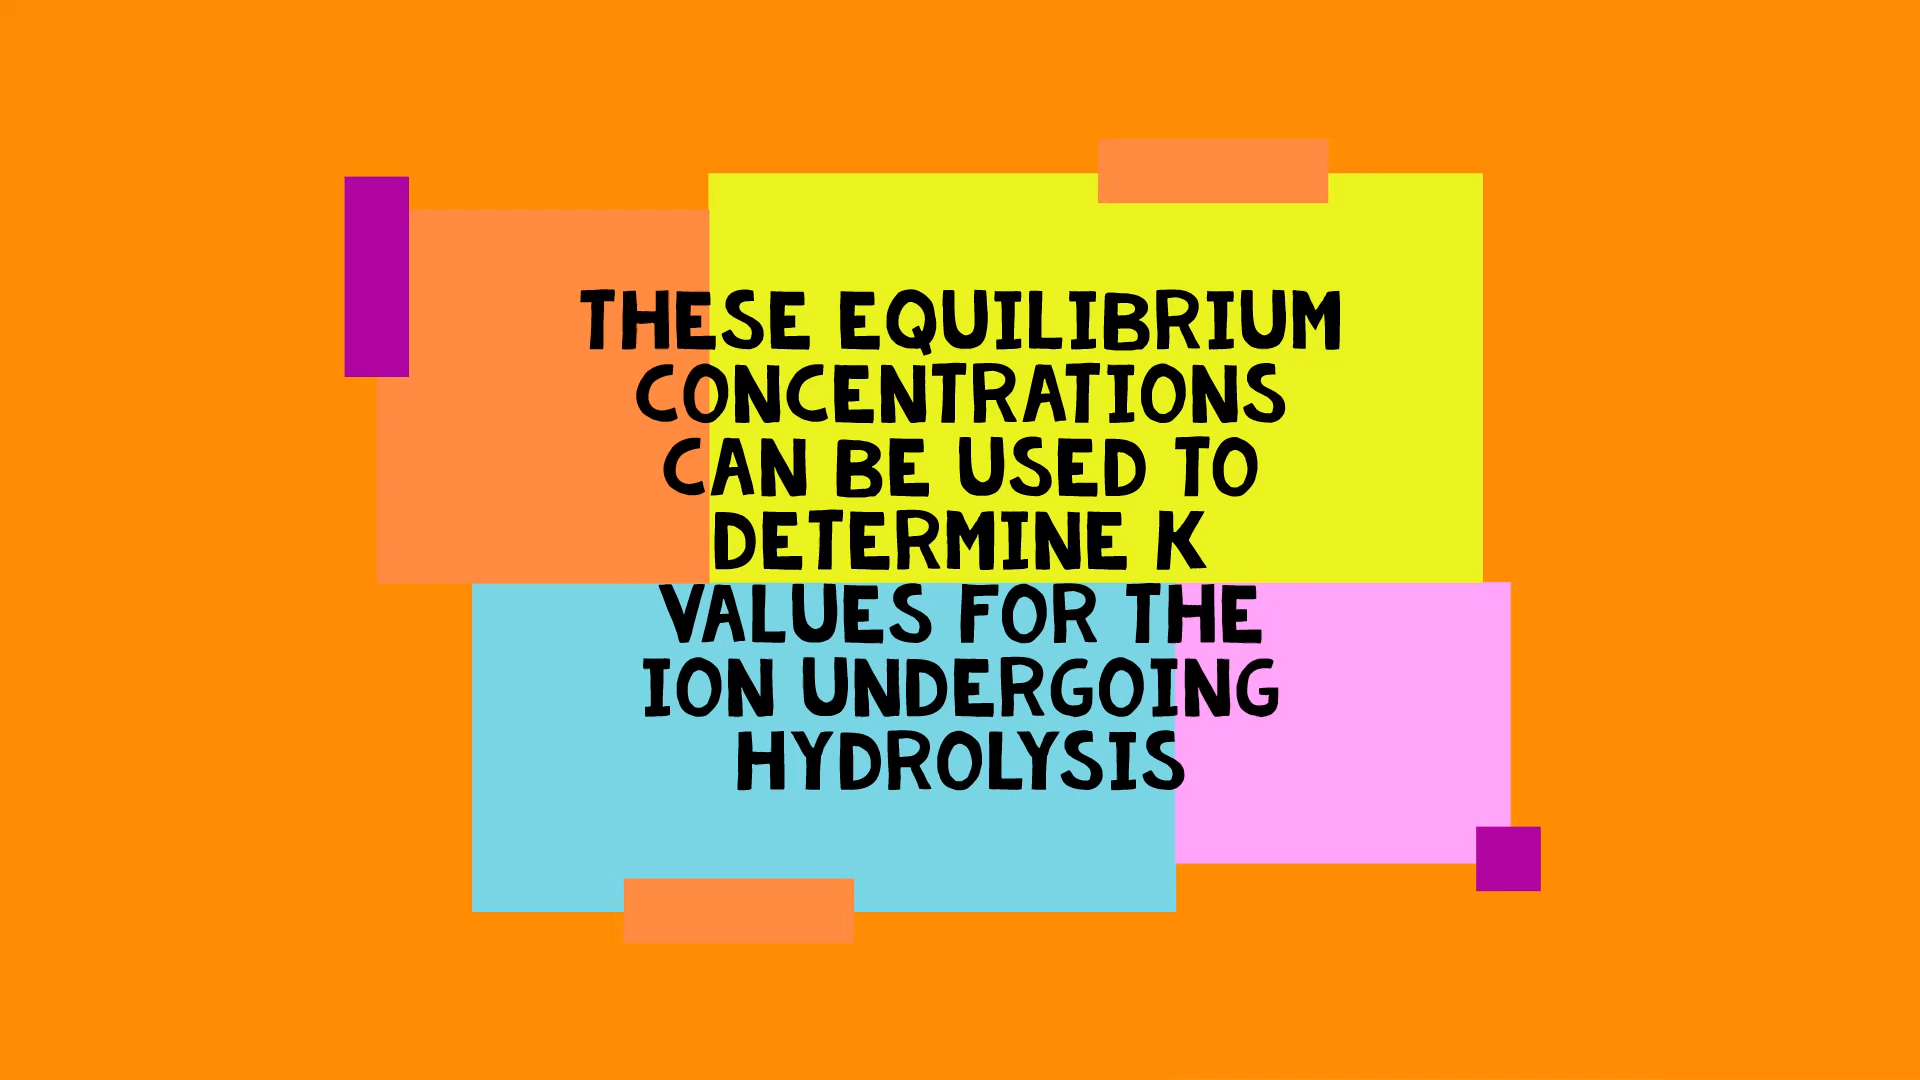 THESE EQUILIBRIUM
CONCENTRATIONS
CAN BE USED TO
DETERMINE K
VALUES FOR THE
ION UNDERGOING
HYDROLYSIS